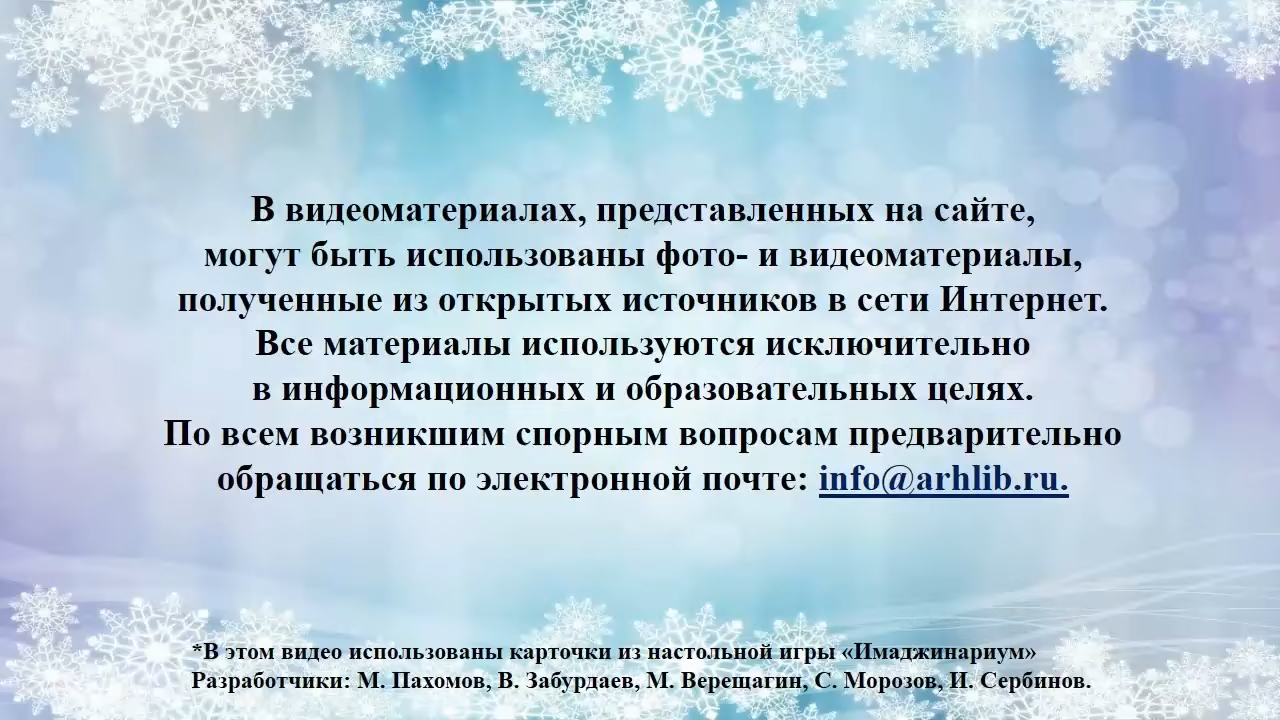 В видеоматериалах, представленных на сайте,
могут быть использованы фото- и видеоматериалы,
полученные из открытых источников в сети Интернет.
Все материалы используются исключительно
в информационных и образовательных целях.
По всем возникшим спорным вопросам предварительно
обращаться по электронной почте: info@arhlib.ru.
*В этом видео использованы карточки из настольной игры «Имаджинариум»
Разработчики: М. Пахомов, В. Забурдаев, М. Верещагин, С. Морозов, И. Сербинов.